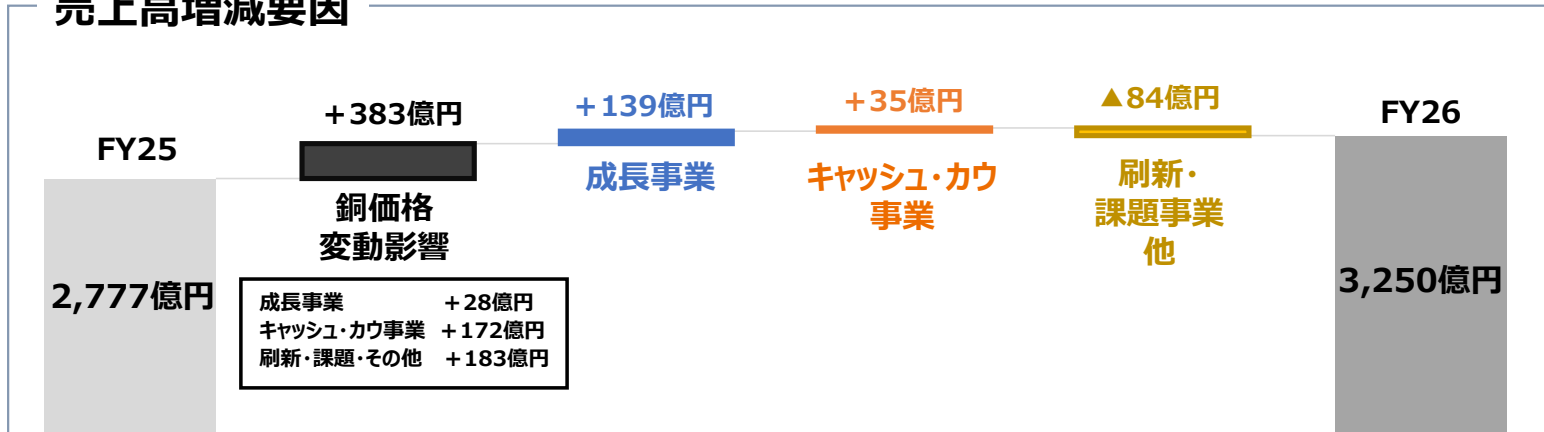 売上高増減要因
FY25
2,777億円
+383億円
銅価格
変動影響
成長事業 +28億円
キャッシュ・カウ事業 +172億円
刷新・課題・その他 +183億円
+139億円
成長事業
+35億円
キャッシュ・カウ
事業
▲84億円
刷新・
課題事業
他
FY26
3,250億円